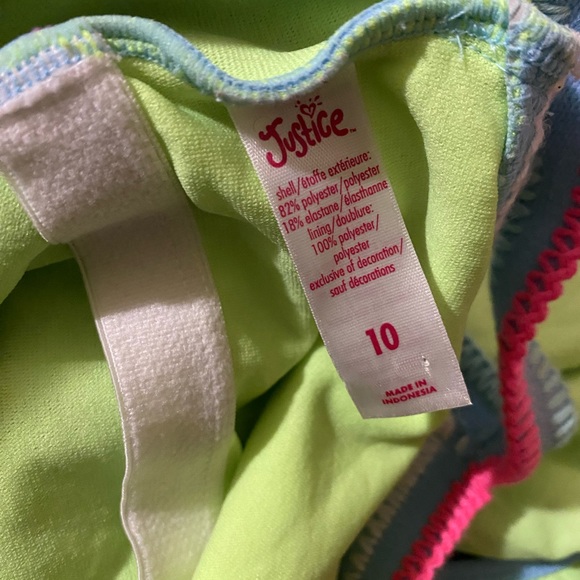 Justice™
shell/étoffe extérieure:
82% polyester/polyester
18% elastane/élasthanne
lining/doublure:
100% polyester/
polyester
exclusive of decoration/
sauf décorations
10
MADE IN
INDONESIA